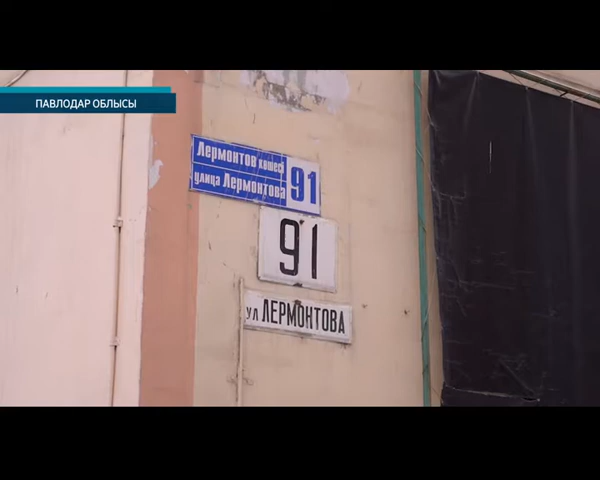 ПАВЛОДАР ОБЛЫСЫ
Лермонтов көшесі
улица Лермонтова
91
91
УЛ ЛЕРМОНТОВА